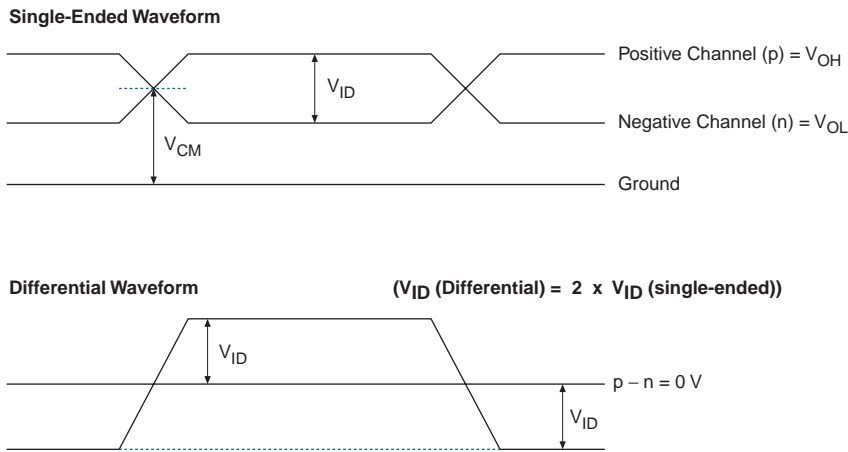 Single-Ended Waveform
Positive Channel (p) = VOH
VID
Negative Channel (n) = VOL
VCM
Ground
Differential Waveform
(VID (Differential) = 2 x VID (single-ended))
VID
p – n = 0 V
VID